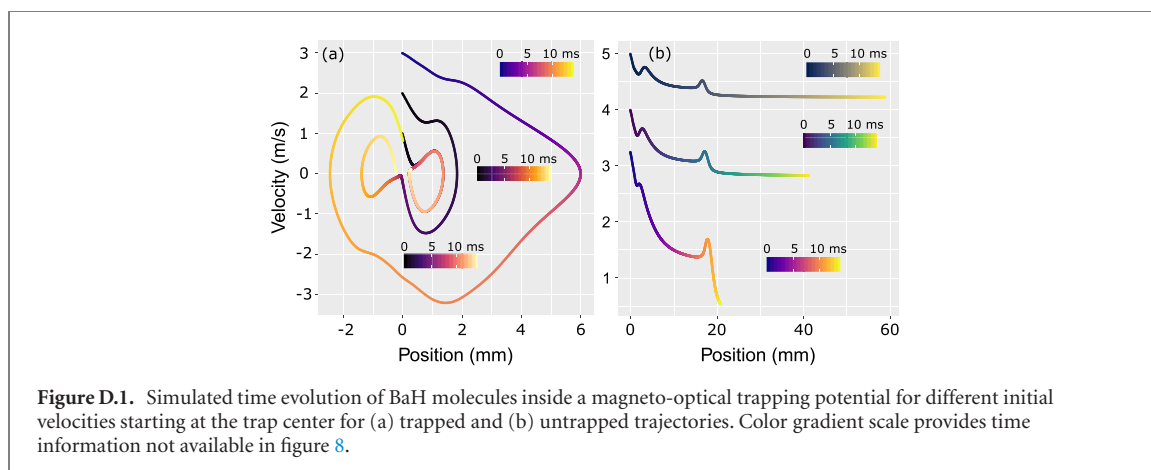 (a)
0 5 10 ms
3
2
1
0
-1
-2
-3
Velocity (m/s)
0 5 10 ms
0 5 10 ms
-2 0 2 4 6
Position (mm)
(b)
0 5 10 ms
5
4
3
2
1
0 5 10 ms
0 5 10 ms
0 20 40 60
Position (mm)
Figure D.1. Simulated time evolution of BaH molecules inside a magneto-optical trapping potential for different initial
velocities starting at the trap center for (a) trapped and (b) untrapped trajectories. Color gradient scale provides time
information not available in figure 8.